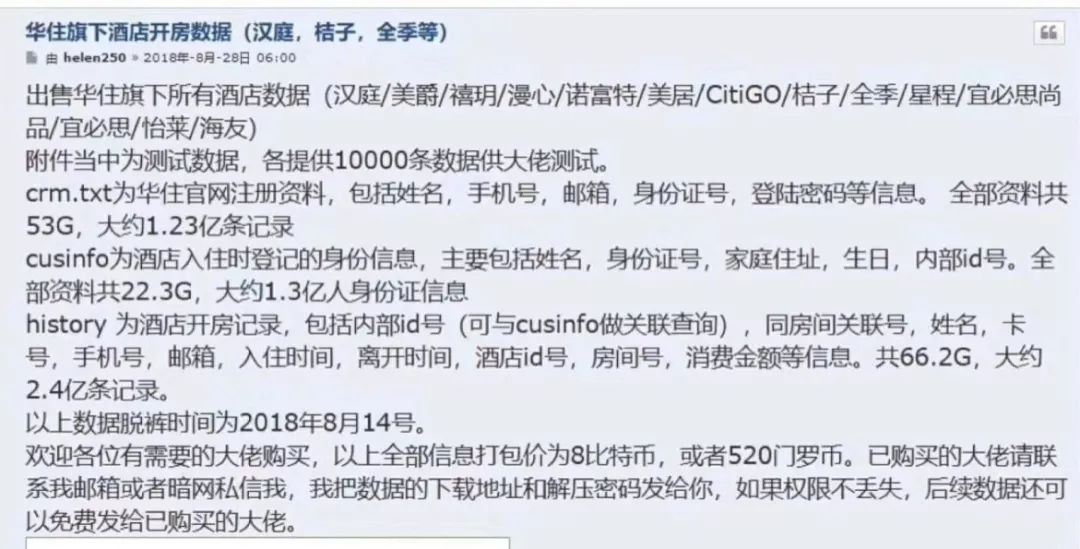 华住旗下酒店开房数据（汉庭，桔子，全季等）
由 helen250 » 2018年-8月-28日 06:00
出售华住旗下所有酒店数据（汉庭/美爵/禧玥/漫心/诺富特/美居/CitiGO/桔子/全季/星程/宜必思尚
品/宜必思/怡莱/海友）
附件当中为测试数据，各提供10000条数据供大佬测试。
crm.txt为华住官网注册资料，包括姓名，手机号，邮箱，身份证号，登陆密码等信息。 全部资料共
53G，大约1.23亿条记录
cusinfo为酒店入住时登记的身份信息，主要包括姓名，身份证号，家庭住址，生日，内部id号。全
部资料共22.3G，大约1.3亿人身份证信息
history 为酒店开房记录，包括内部id号（可与cusinfo做关联查询），同房间关联号，姓名，卡
号，手机号，邮箱，入住时间，离开时间，酒店id号，房间号，消费金额等信息。共66.2G，大约
2.4亿条记录。
以上数据脱裤时间为2018年8月14号。
欢迎各位有需要的大佬购买，以上全部信息打包价为8比特币，或者520门罗币。已购买的大佬请联
系我邮箱或者暗网私信我，我把数据的下载地址和解压密码发给你，如果权限不丢失，后续数据还可
以免费发给已购买的大佬。